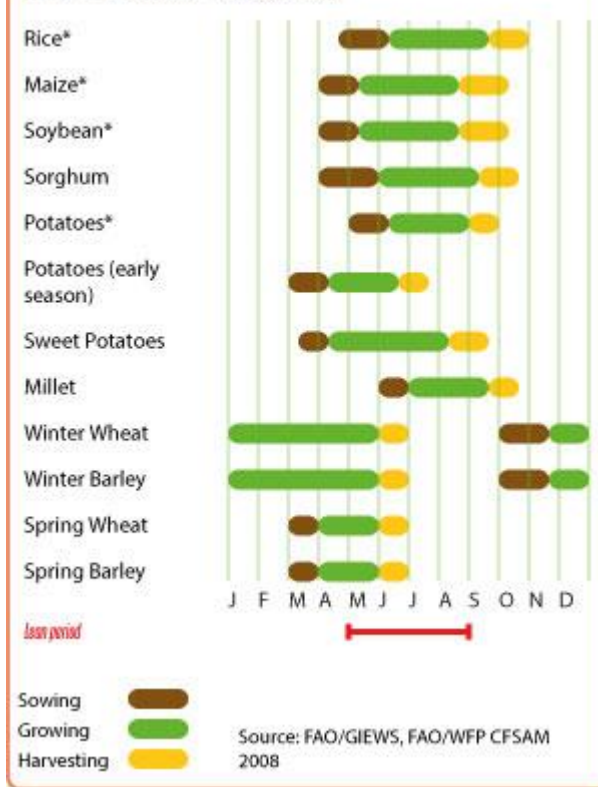 Rice*
Maize*
Soybean*
Sorghum
Potatoes*
Potatoes (early
season)
Sweet Potatoes
Millet
Winter Wheat
Winter Barley
Spring Wheat
Spring Barley
J F M A M J J A S O N D
Lean period
Sowing
Growing
Harvesting
Source: FAO/GIEWS, FAO/WFP CFSAM
2008